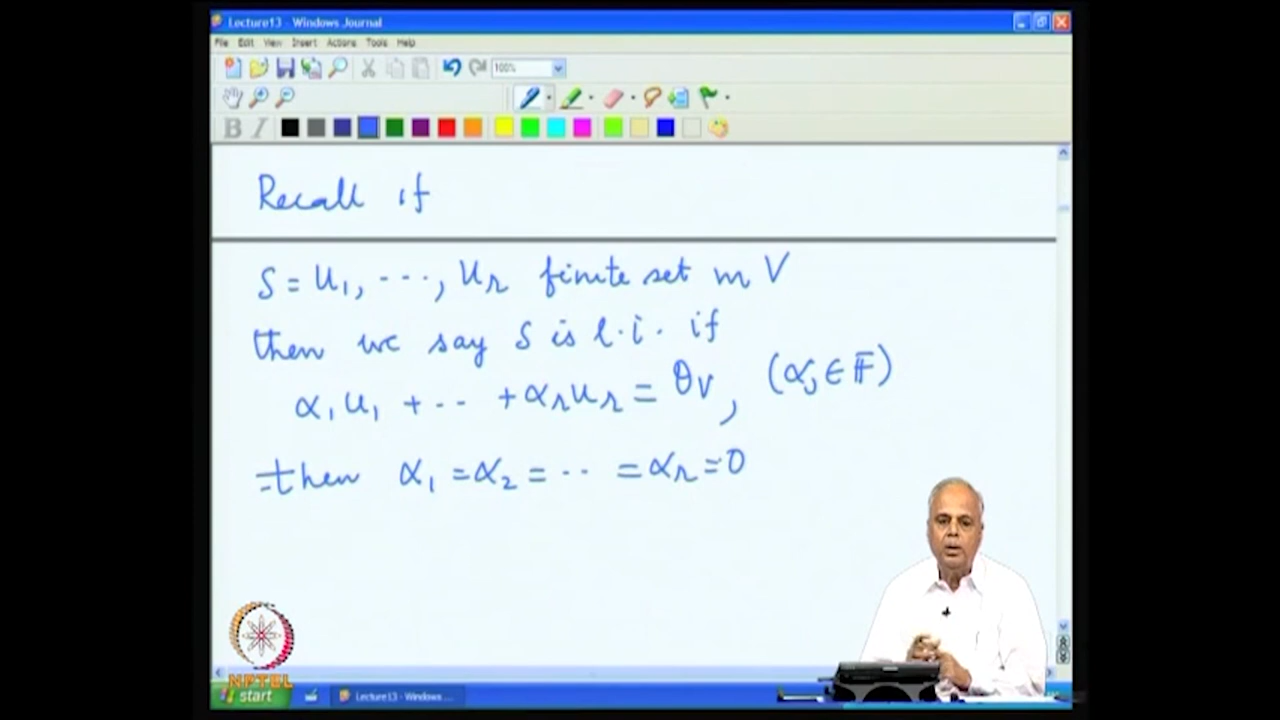 Lecture13 - Windows Journal
File Edit View Insert Actions Tools Help
100%
B I
Recall if
S = u₁, ---, uᵣ finite set in V
then we say S is l.i. if
α₁u₁ + -- + αᵣuᵣ = θᵥ, (αⱼ ∈ 𝔽)
then α₁ = α₂ = -- = αᵣ = 0
NPTEL
start Lecture13 - Windows...